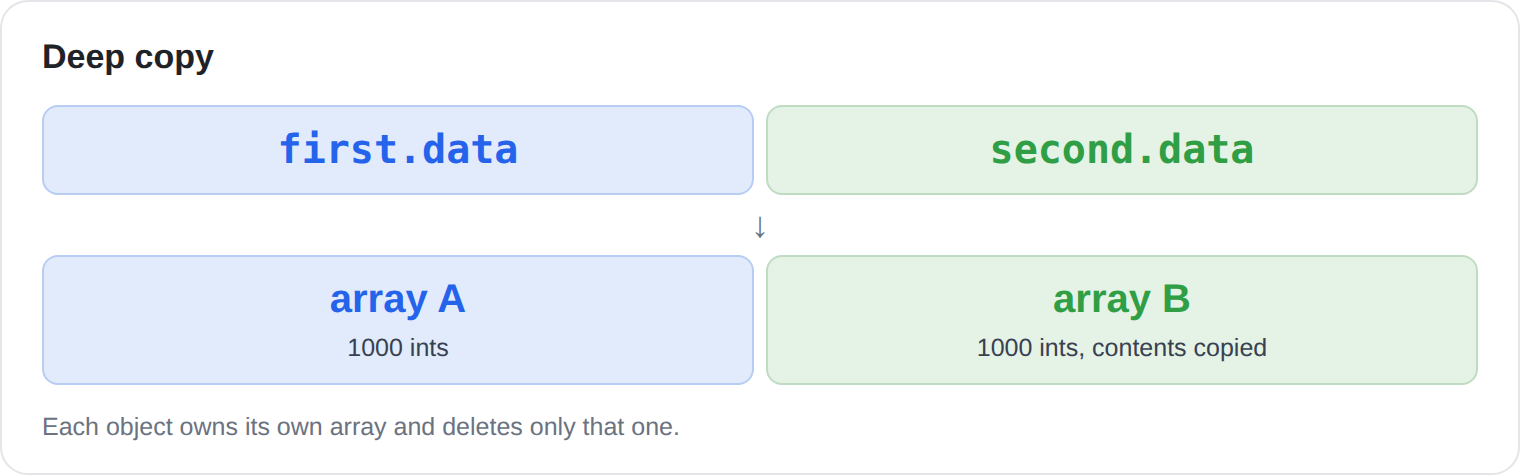 Deep copy
first.data
second.data
↓
array A
1000 ints
array B
1000 ints, contents copied
Each object owns its own array and deletes only that one.